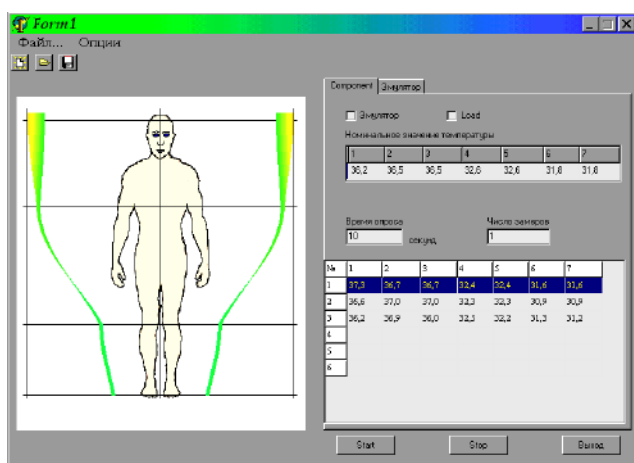 Form1
Файл... Опции
Component Эмулятор
Эмулятор Load
Номинальное значение температуры
1 2 3 4 5 6 7
36,2 36,5 36,5 32,6 32,6 31,8 31,8
Время опроса Число замеров
10 секунд 1
№ 1 2 3 4 5 6 7
1 37,3 36,7 36,7 32,4 32,4 31,6 31,6
2 36,6 37,0 37,0 32,3 32,3 30,9 30,9
3 36,2 36,9 36,0 32,3 32,2 31,3 31,2
4
5
6
Start Stop Выход